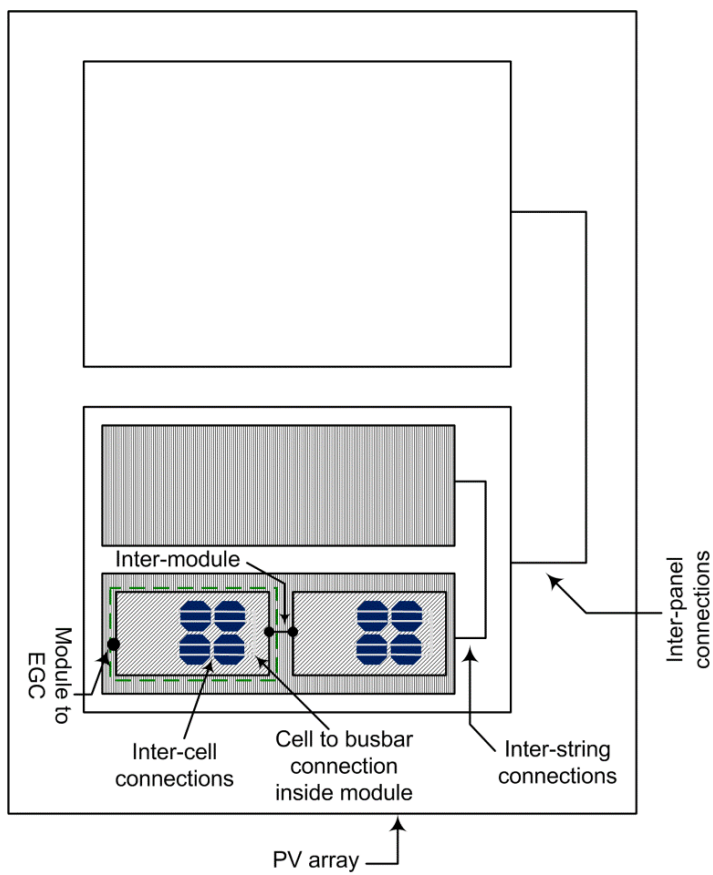 Inter-module
Inter-panel
connections
Module to
EGC
Inter-cell
connections
Cell to busbar
connection
inside module
Inter-string
connections
PV array